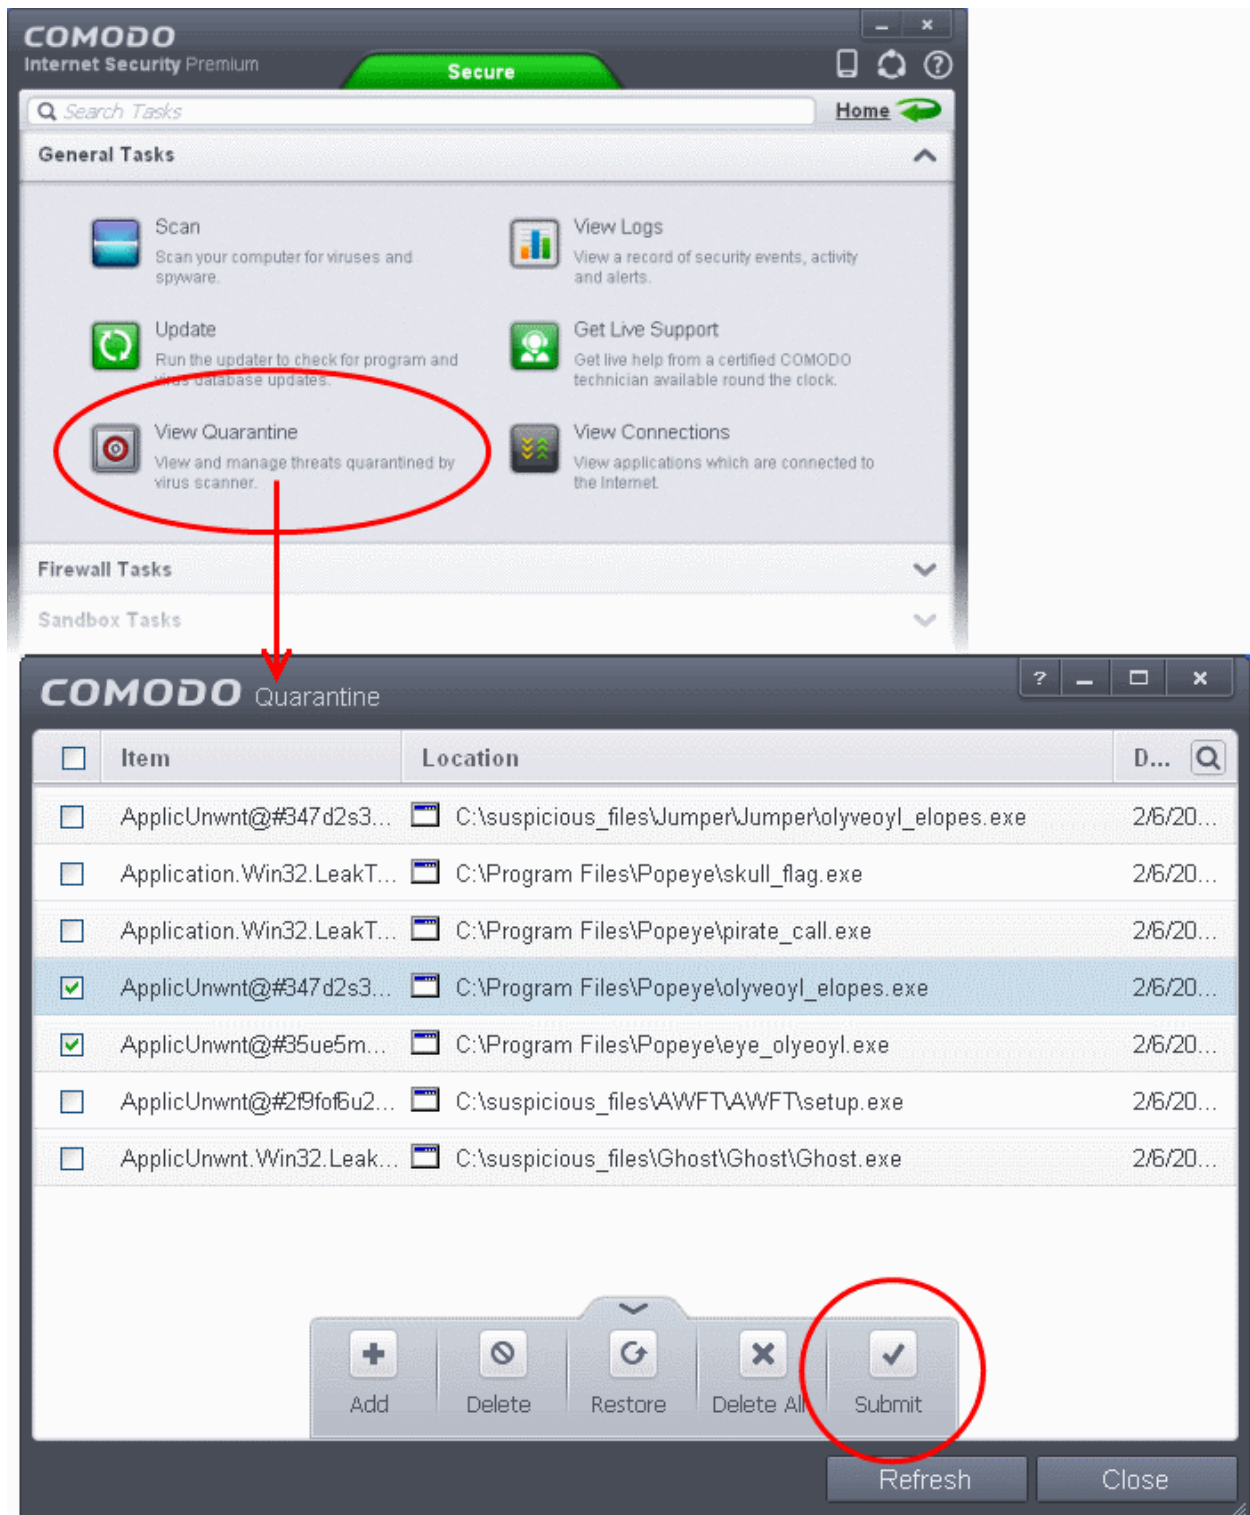 COMODO
Internet Security Premium
Secure
Search Tasks
Home
General Tasks
Scan
Scan your computer for viruses and
spyware.
View Logs
View a record of security events, activity
and alerts.
Update
Run the updater to check for program and
virus database updates.
Get Live Support
Get live help from a certified COMODO
technician available round the clock.
View Quarantine
View and manage threats quarantined by
virus scanner.
View Connections
View applications which are connected to
the Internet.
Firewall Tasks
Sandbox Tasks
COMODO Quarantine
Item Location D...
ApplicUnwnt@#347d2s3... C:\suspicious_files\Jumper\Jumper\olyveoyl_elopes.exe 2/6/20...
Application.Win32.LeakT... C:\Program Files\Popeye\skull_flag.exe 2/6/20...
Application.Win32.LeakT... C:\Program Files\Popeye\pirate_call.exe 2/6/20...
ApplicUnwnt@#347d2s3... C:\Program Files\Popeye\olyveoyl_elopes.exe 2/6/20...
ApplicUnwnt@#35ue5m... C:\Program Files\Popeye\eye_olyeoyl.exe 2/6/20...
ApplicUnwnt@#2f9fof6u2... C:\suspicious_files\AWFT\AWFT\setup.exe 2/6/20...
ApplicUnwnt.Win32.Leak... C:\suspicious_files\Ghost\Ghost\Ghost.exe 2/6/20...
Add Delete Restore Delete All Submit
Refresh Close